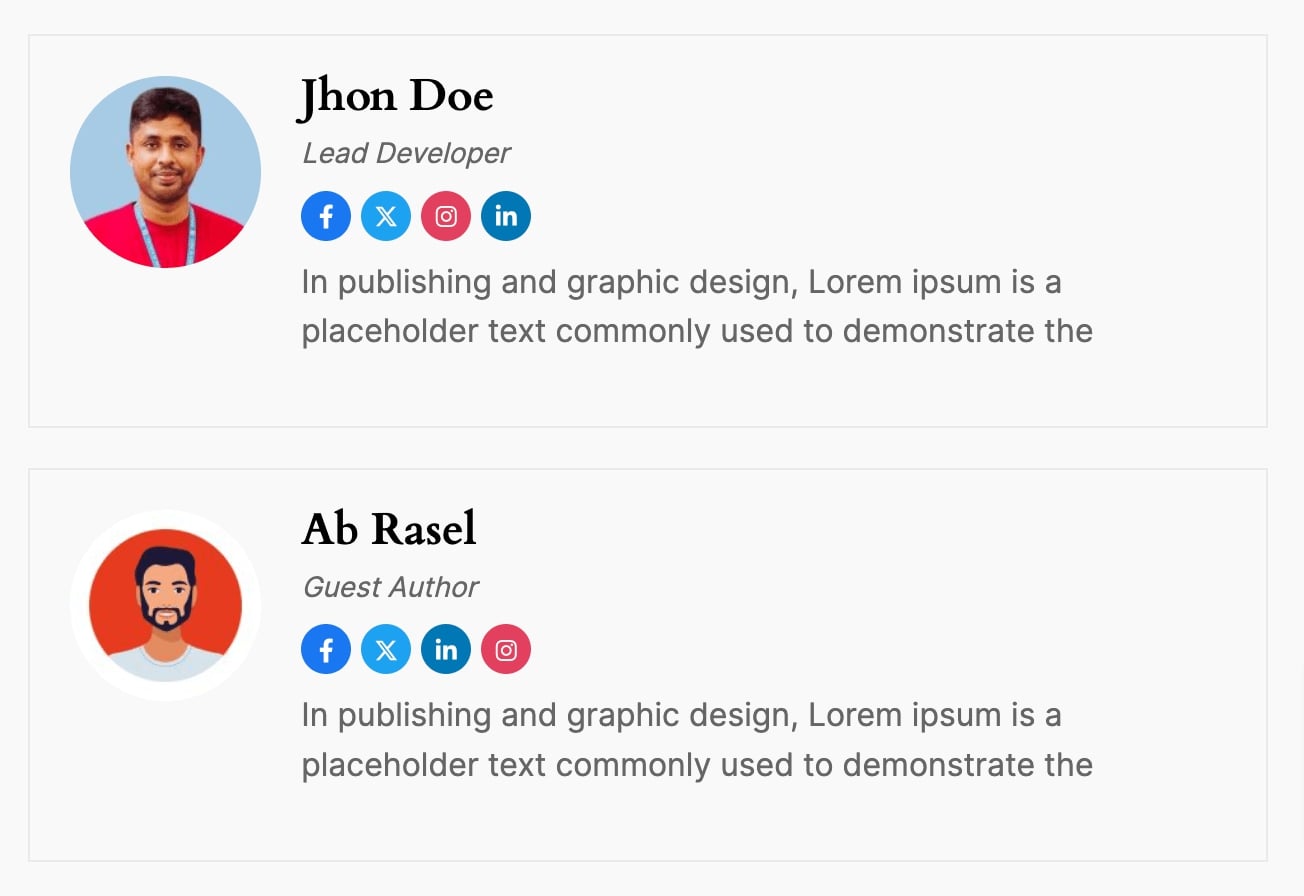 Jhon Doe
Lead Developer
In publishing and graphic design, Lorem ipsum is a
placeholder text commonly used to demonstrate the
Ab Rasel
Guest Author
In publishing and graphic design, Lorem ipsum is a
placeholder text commonly used to demonstrate the